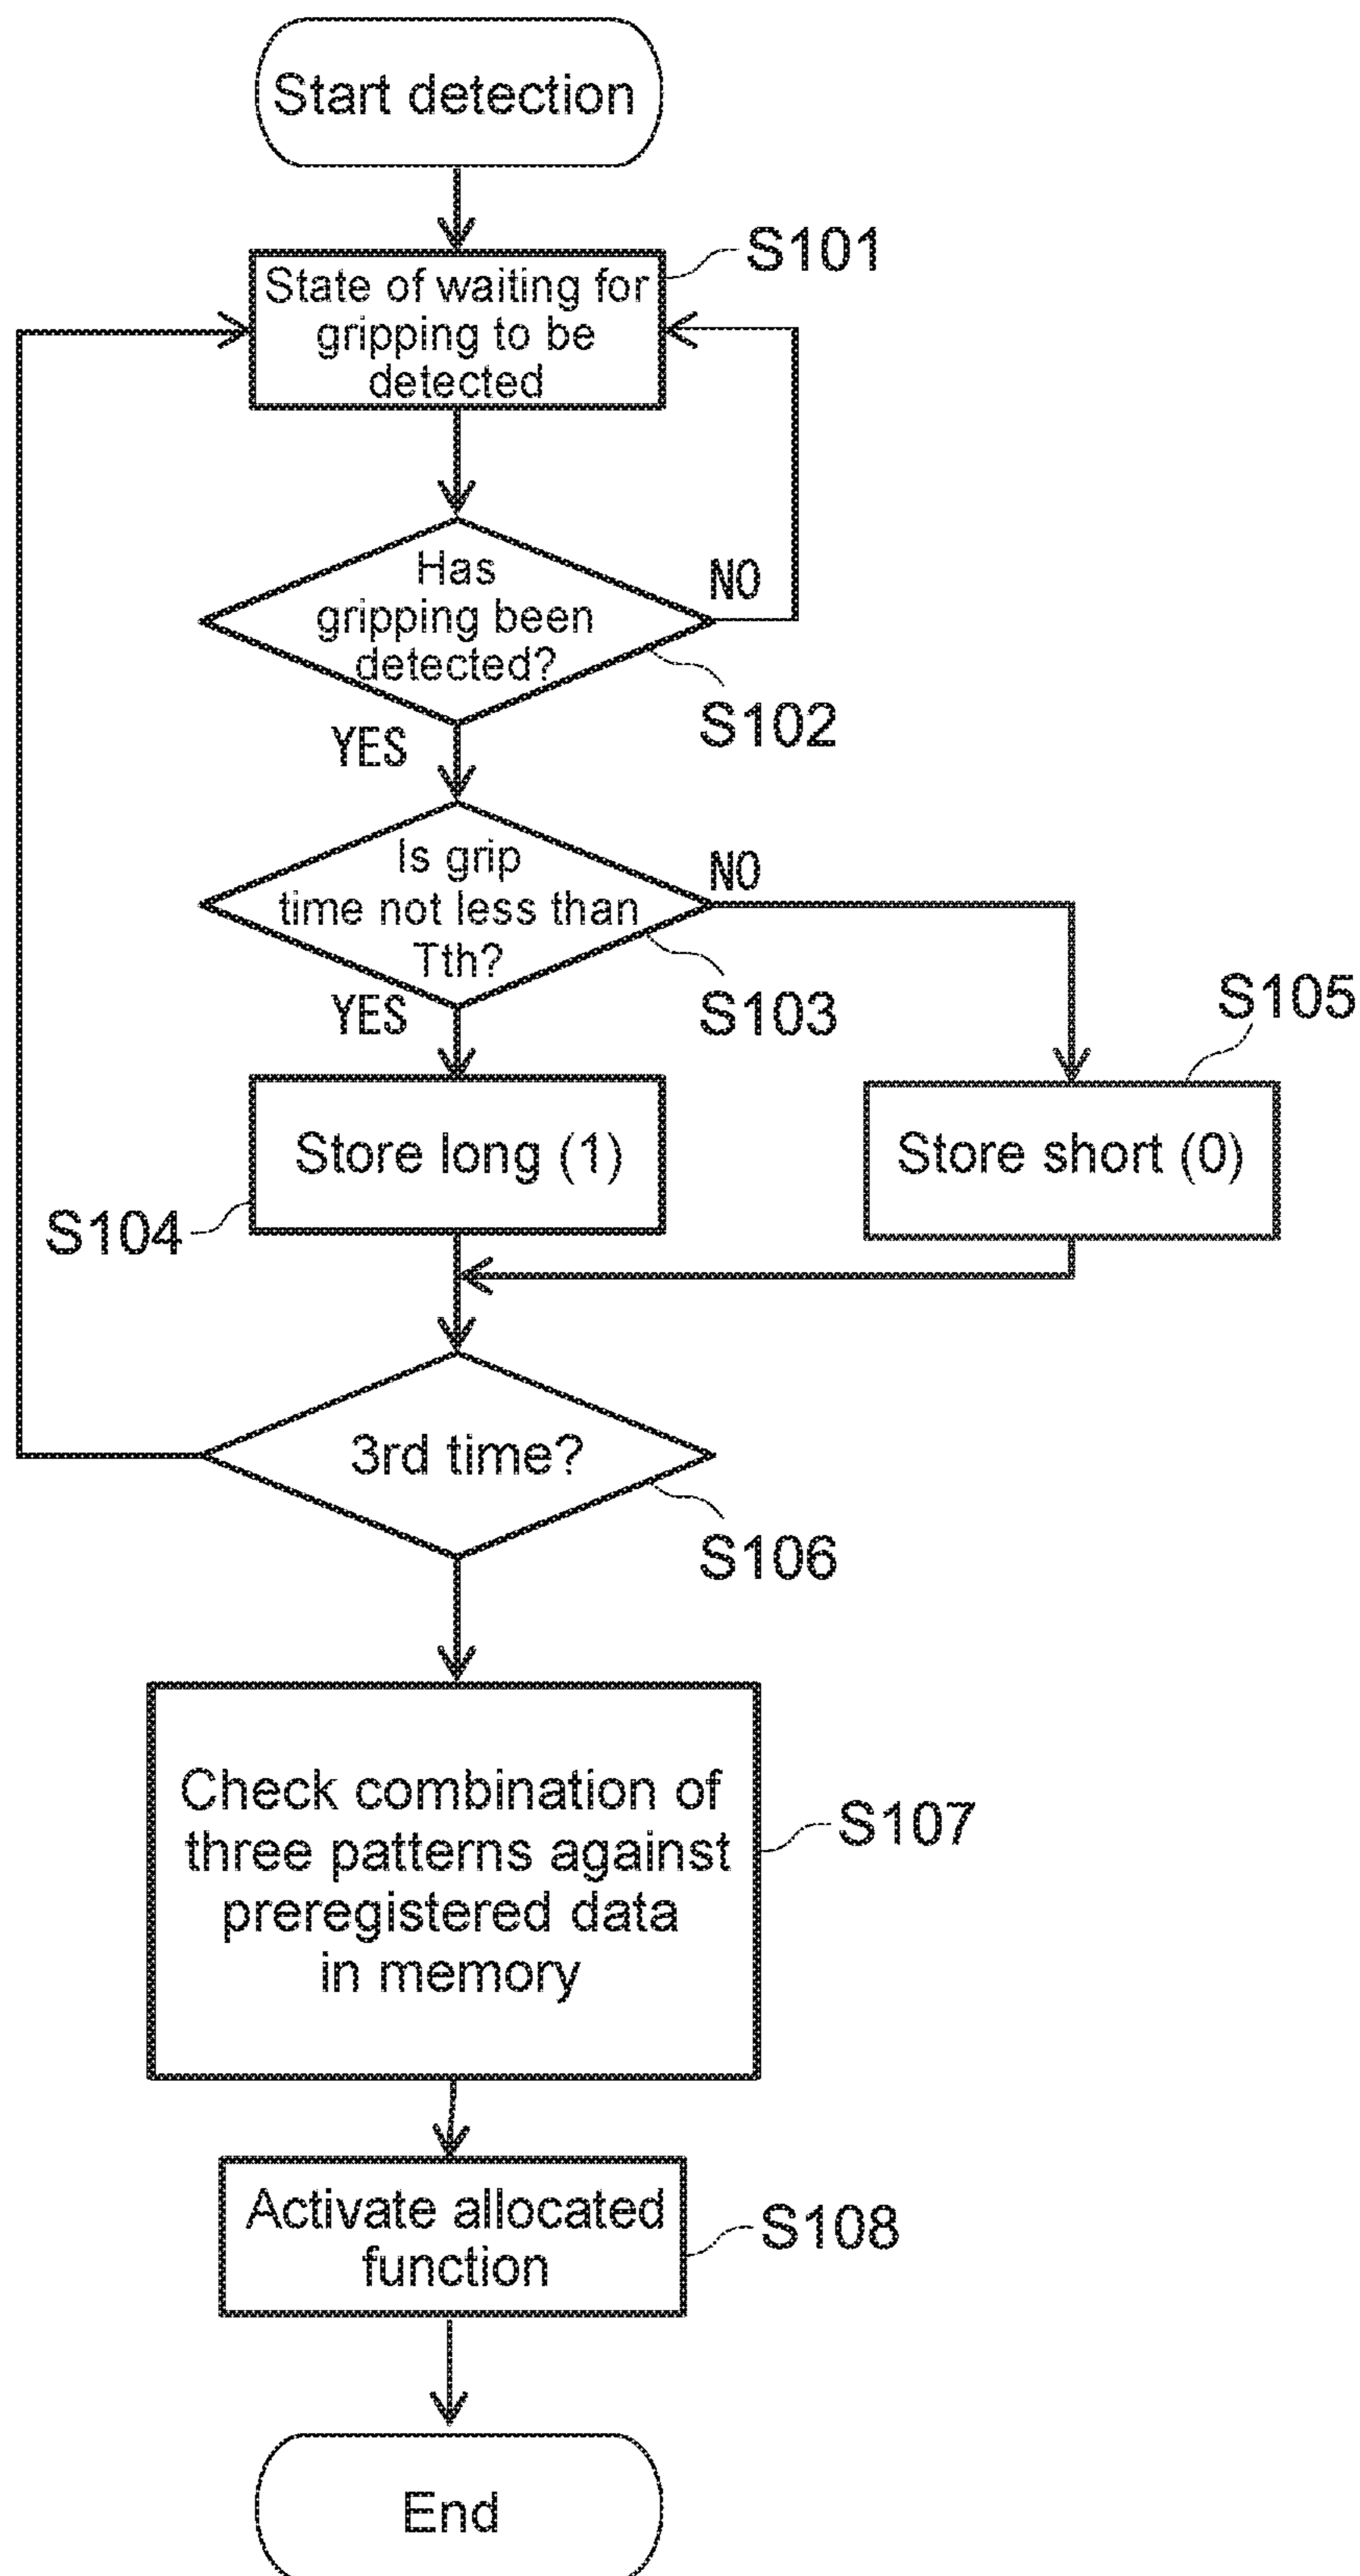 Start detection
S101
State of waiting for
gripping to be
detected
Has
gripping been
detected?
NO
S102
YES
Is grip
time not less than
Tth?
NO
S103
YES
S105
Store long (1)
Store short (0)
S104
3rd time?
S106
Check combination of
three patterns against
preregistered data
in memory
S107
Activate allocated
function
S108
End